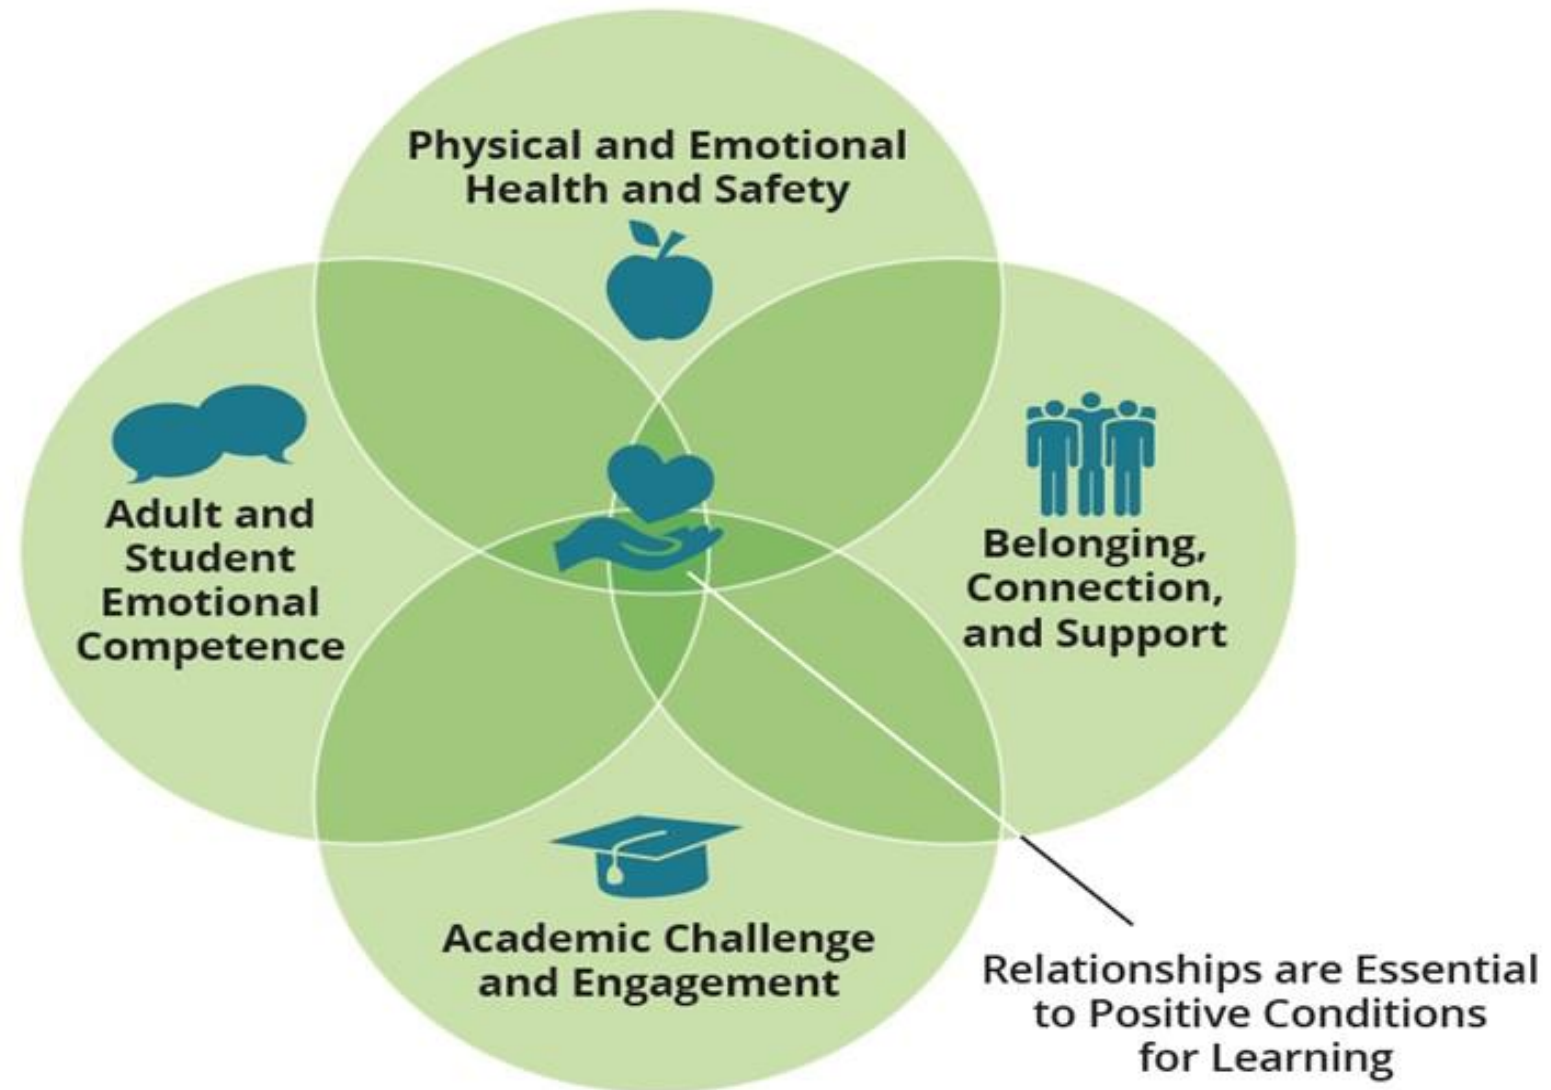 Physical and Emotional
Health and Safety
Adult and
Student
Emotional
Competence
Belonging,
Connection,
and Support
Academic Challenge
and Engagement
Relationships are Essential
to Positive Conditions
for Learning